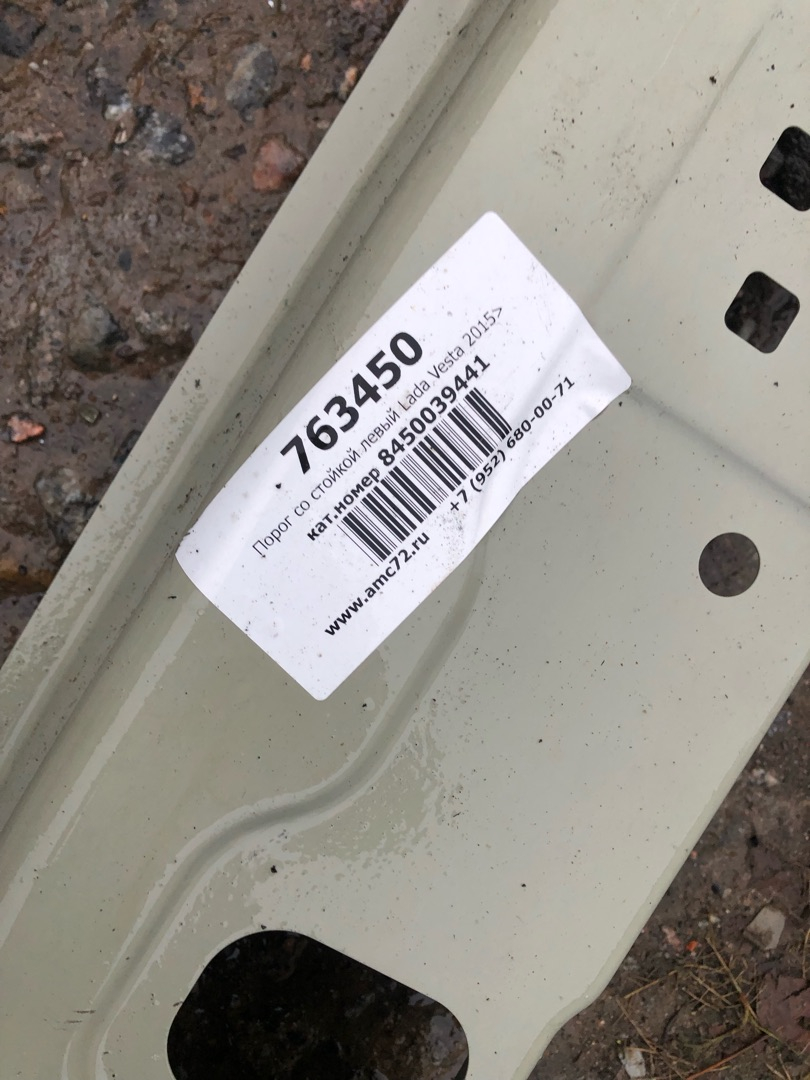 763450
Порог со стойкой левый Lada Vesta 2015>
кат.номер 8450039441
www.amc72.ru +7 (952) 680-00-71